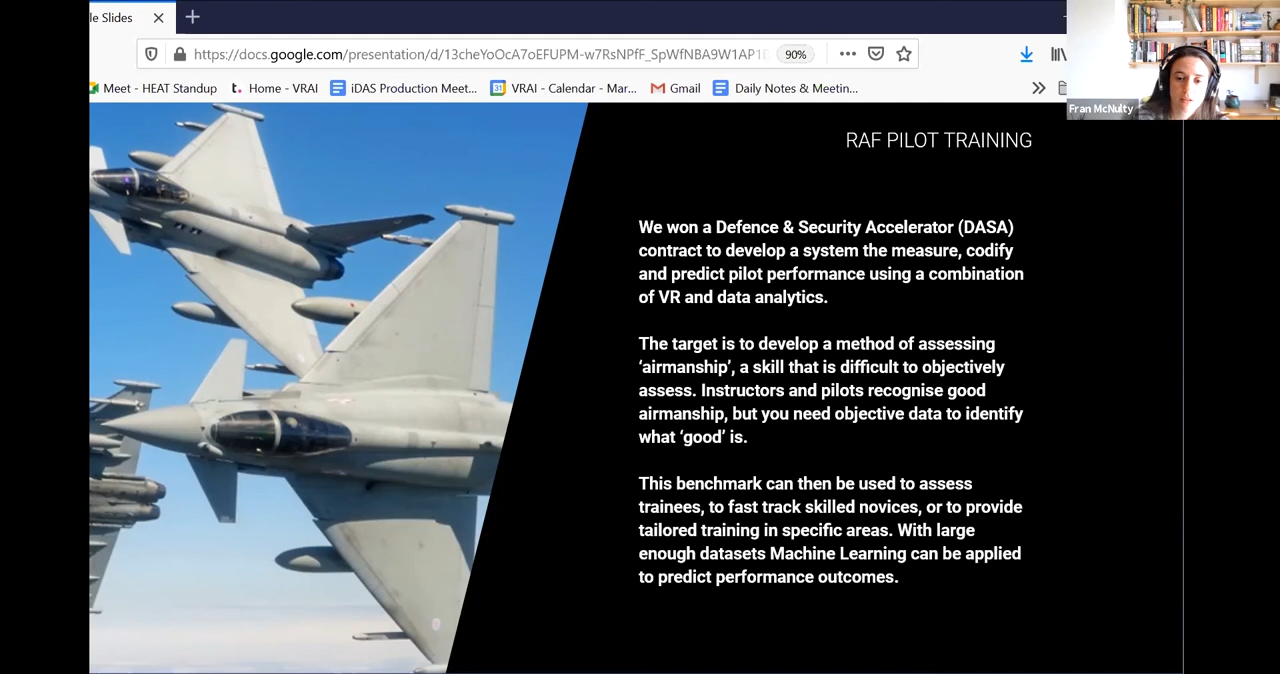 le Slides
https://docs.google.com/presentation/d/13cheYoOcA7oEFUPM-w7RsNPfF_SpWfNBA9W1AP1
90%
Meet - HEAT Standup
Home - VRAI
iDAS Production Meet...
31
VRAI - Calendar - Mar...
Gmail
Daily Notes & Meetin...
Fran McNulty
RAF PILOT TRAINING
We won a Defence & Security Accelerator (DASA)
contract to develop a system the measure, codify
and predict pilot performance using a combination
of VR and data analytics.
The target is to develop a method of assessing
‘airmanship’, a skill that is difficult to objectively
assess. Instructors and pilots recognise good
airmanship, but you need objective data to identify
what ‘good’ is.
This benchmark can then be used to assess
trainees, to fast track skilled novices, or to provide
tailored training in specific areas. With large
enough datasets Machine Learning can be applied
to predict performance outcomes.